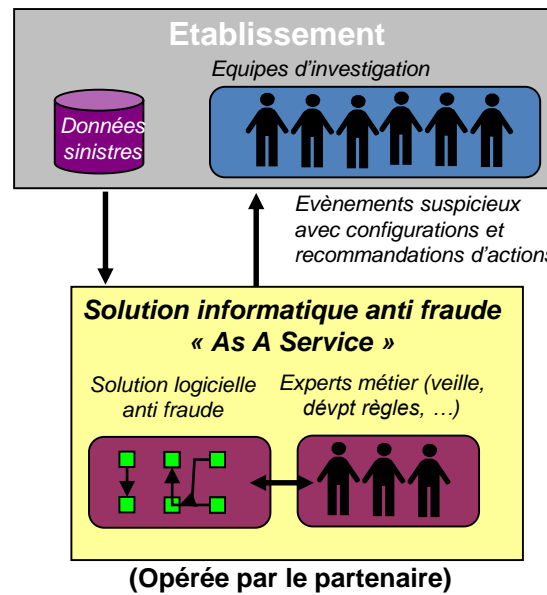 Etablissement
Equipes d'investigation
Données
sinistres
Evènements suspicieux
avec configurations et
recommandations d'actions
Solution informatique anti fraude
« As A Service »
Solution logicielle
anti fraude
Experts métier (veille,
dévpt règles, …)
(Opérée par le partenaire)